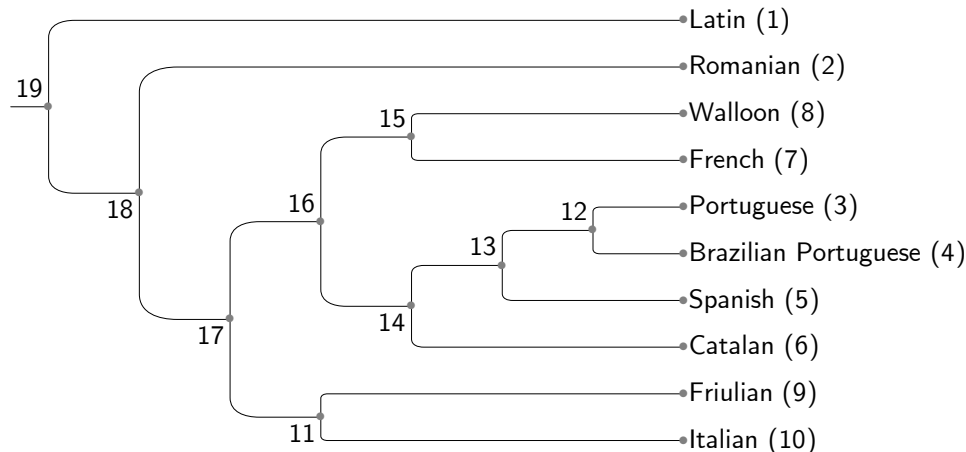 Latin (1)
Romanian (2)
19
Walloon (8)
15
French (7)
Portuguese (3)
16
12
18
Brazilian Portuguese (4)
13
Spanish (5)
14
17
Catalan (6)
Friulian (9)
11
Italian (10)